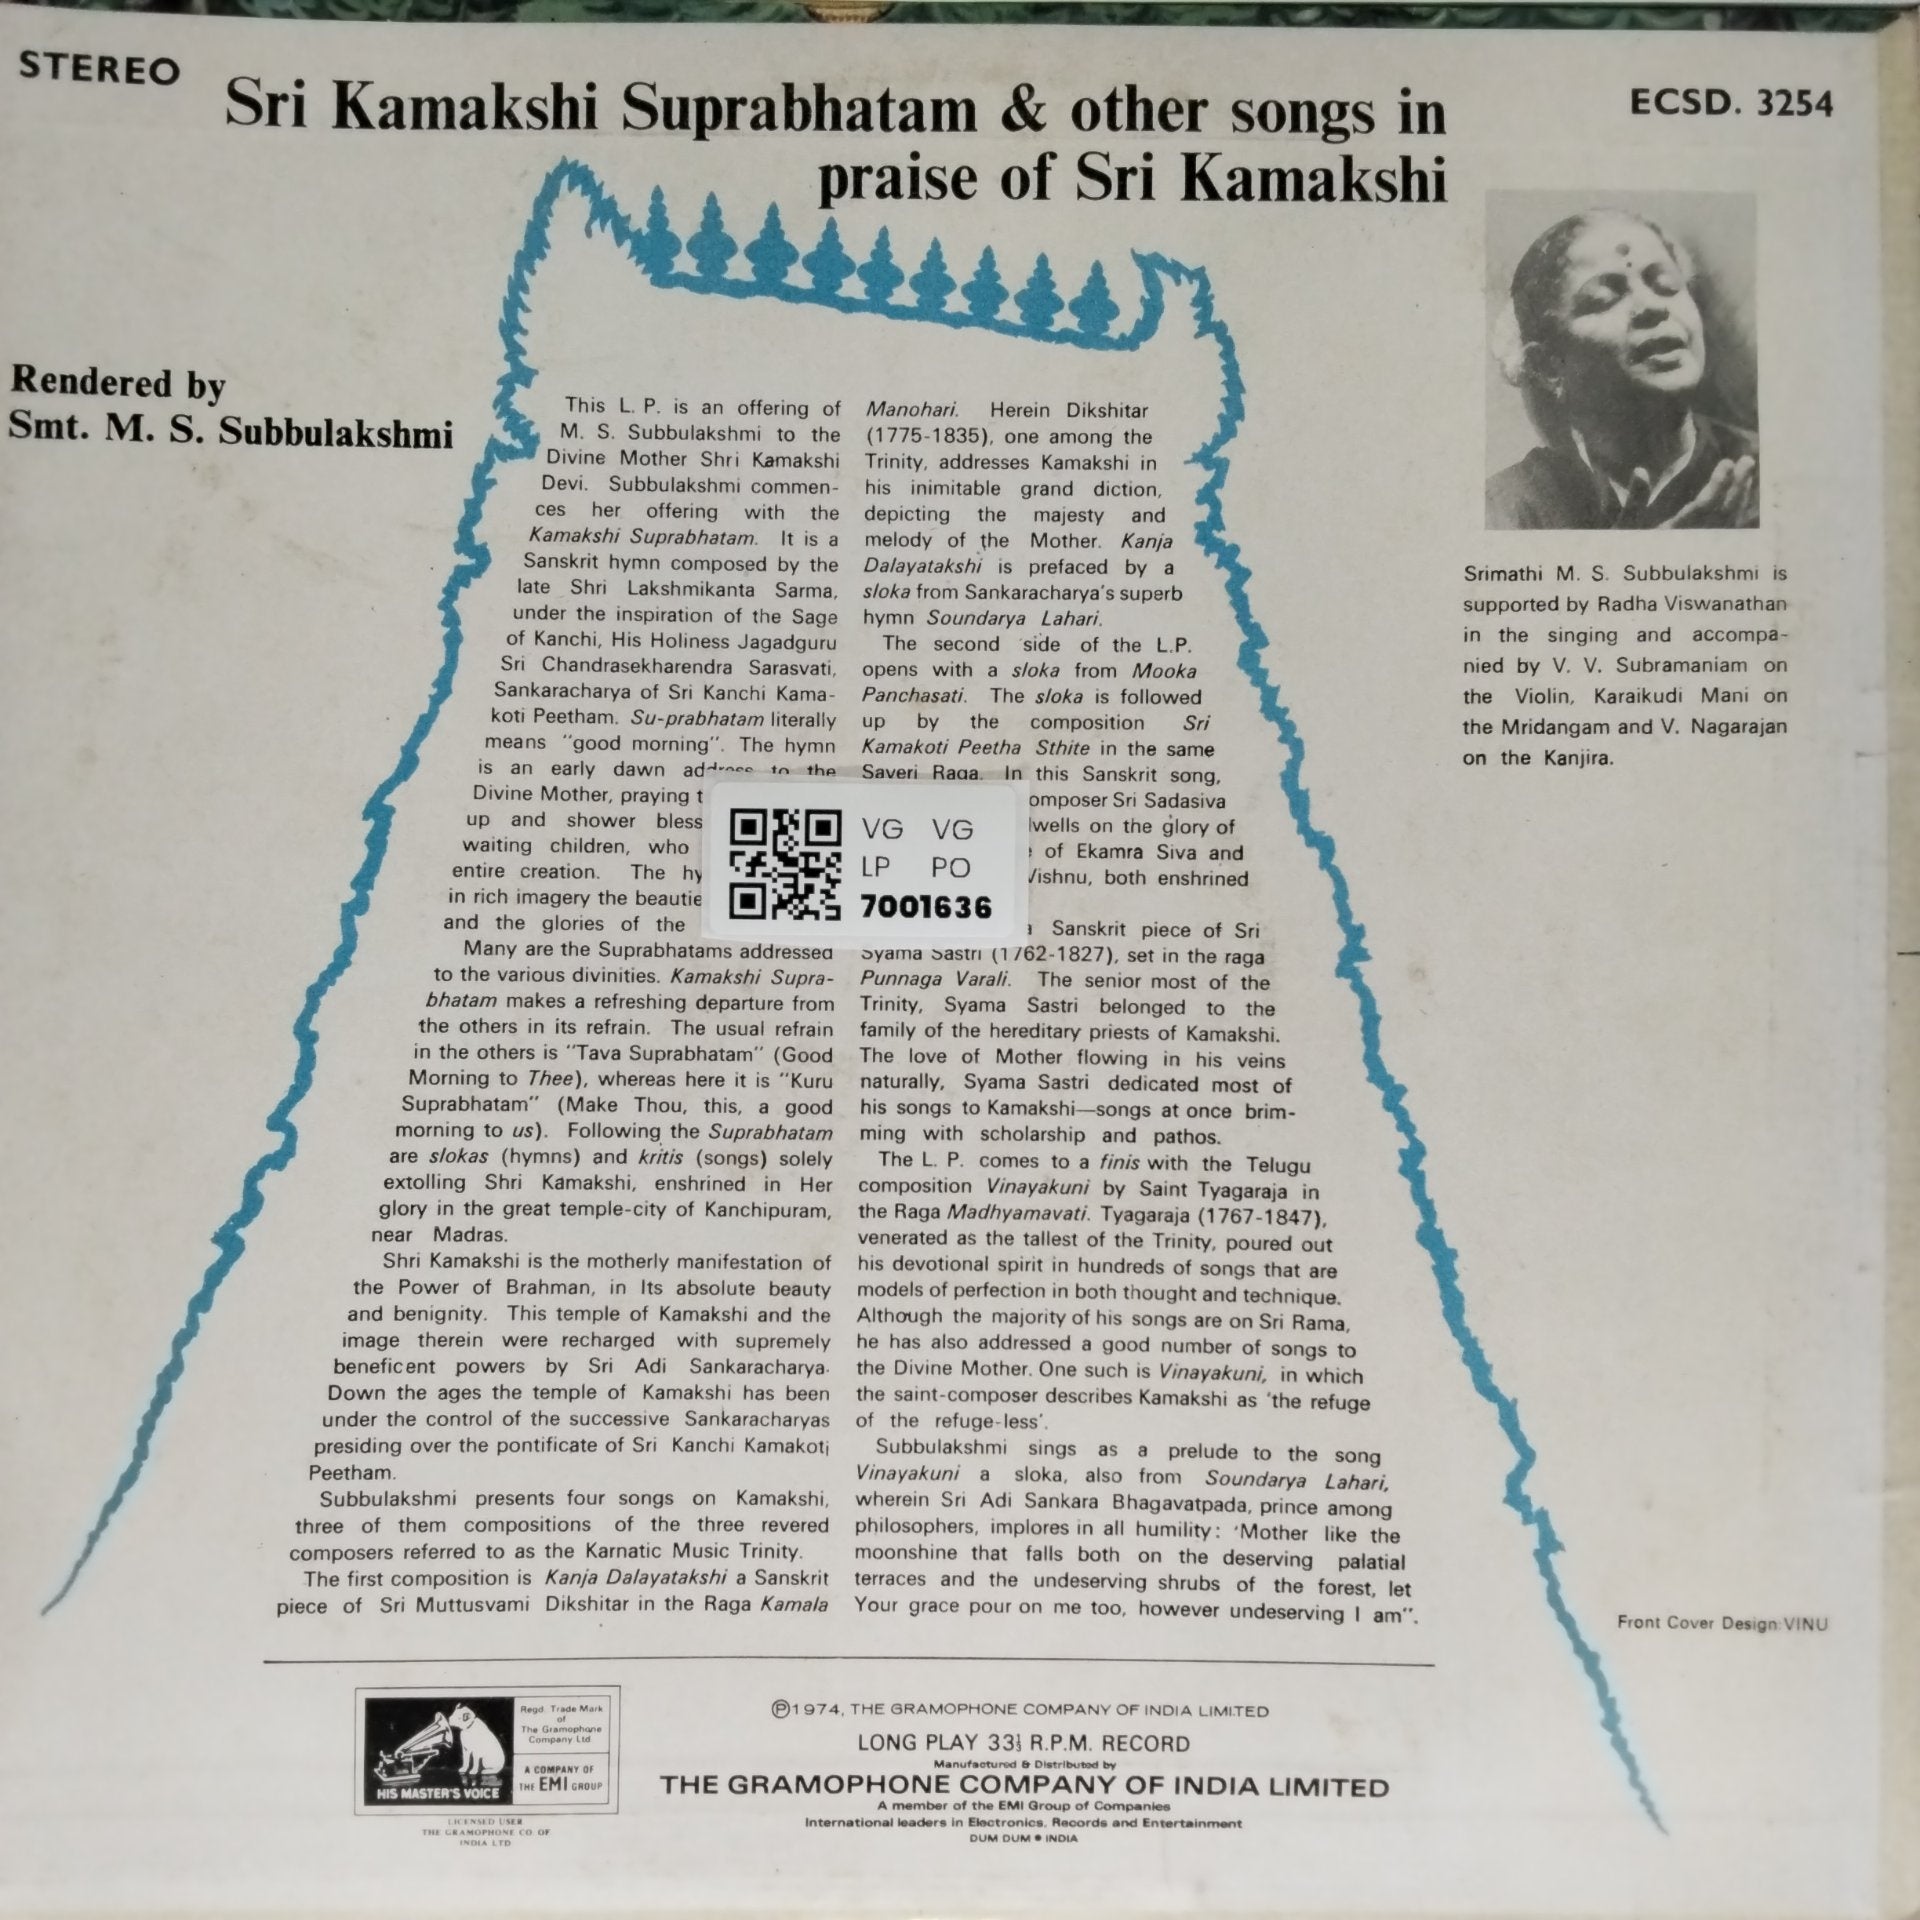 STEREO
Sri Kamakshi Suprabhatam & other songs in
praise of Sri Kamakshi
ECSD. 3254
Rendered by
Smt. M. S. Subbulakshmi
This L. P. is an offering of
M. S. Subbulakshmi to the
Divine Mother Shri Kamakshi
Devi. Subbulakshmi commen-
ces her offering with the
Kamakshi Suprabhatam. It is a
Sanskrit hymn composed by the
late Shri Lakshmikanta Sarma,
under the inspiration of the Sage
of Kanchi, His Holiness Jagadguru
Sri Chandrasekharendra Sarasvati,
Sankaracharya of Sri Kanchi Kama-
koti Peetham. Su-prabhatam literally
means "good morning". The hymn
is an early dawn address to the
Divine Mother, praying
up and shower
waiting children, who
entire creation. The
in rich imagery the
and the glories of the
Many are the Suprabhatams addressed
to the various divinities. Kamakshi Supra-
bhatam makes a refreshing departure from
the others in its refrain. The usual refrain
in the others is "Tava Suprabhatam" (Good
Morning to Thee), whereas here it is "Kuru
Suprabhatam" (Make Thou, this, a good
morning to us). Following the Suprabhatam
are slokas (hymns) and kritis (songs) solely
extolling Shri Kamakshi, enshrined in Her
glory in the great temple-city of Kanchipuram,
near Madras.
Shri Kamakshi is the motherly manifestation of
the Power of Brahman, in Its absolute beauty
and benignity. This temple of Kamakshi and the
image therein were recharged with supremely
beneficent powers by Sri Adi Sankaracharya.
Down the ages the temple of Kamakshi has been
under the control of the successive Sankaracharyas
presiding over the pontificate of Sri Kanchi Kamakoti
Peetham.
Subbulakshmi presents four songs on Kamakshi,
three of them compositions of the three revered
composers referred to as the Karnatic Music Trinity.
The first composition is Kanja Dalayatakshi a Sanskrit
piece of Sri Muttusvami Dikshitar in the Raga Kamala
Manohari. Herein Dikshitar
(1775-1835), one among the
Trinity, addresses Kamakshi in
his inimitable grand diction,
depicting the majesty and
melody of the Mother. Kanja
Dalayatakshi is prefaced by a
sloka from Sankaracharya's superb
hymn Soundarya Lahari.
The second side of the L.P.
opens with a sloka from Mooka
Panchasati. The sloka is followed
up by the composition Sri
Kamakoti Peetha Sthite in the same
Saveri Raga. In this Sanskrit song,
Sri Sadasiva
on the glory of
of Ekamra Siva and
both enshrined
Sanskrit piece of Sri
Syama Sastri (1762-1827), set in the raga
Punnaga Varali. The senior most of the
Trinity, Syama Sastri belonged to the
family of the hereditary priests of Kamakshi.
The love of Mother flowing in his veins
naturally, Syama Sastri dedicated most of
his songs to Kamakshi—songs at once brim-
ming with scholarship and pathos.
The L. P. comes to a finis with the Telugu
composition Vinayakuni by Saint Tyagaraja in
the Raga Madhyamavati. Tyagaraja (1767-1847),
venerated as the tallest of the Trinity, poured out
his devotional spirit in hundreds of songs that are
models of perfection in both thought and technique.
Although the majority of his songs are on Sri Rama,
he has also addressed a good number of songs to
the Divine Mother. One such is Vinayakuni, in which
the saint-composer describes Kamakshi as 'the refuge
of the refuge-less'.
Subbulakshmi sings as a prelude to the song
Vinayakuni a sloka, also from Soundarya Lahari,
wherein Sri Adi Sankara Bhagavatpada, prince among
philosophers, implores in all humility: 'Mother like the
moonshine that falls both on the deserving palatial
terraces and the undeserving shrubs of the forest, let
Your grace pour on me too, however undeserving I am".
VG VG
LP PO
7001636
Srimathi M. S. Subbulakshmi is
supported by Radha Viswanathan
in the singing and accompa-
nied by V. V. Subramaniam on
the Violin, Karaikudi Mani on
the Mridangam and V. Nagarajan
on the Kanjira.
Front Cover Design: VINU
HIS MASTER'S VOICE
Regd. Trade Mark
of
The Gramophone
Company Ltd
A COMPANY OF
THE EMI GROUP
LICENSED USER
THE GRAMOPHONE CO. OF
INDIA LTD
℗1974, THE GRAMOPHONE COMPANY OF INDIA LIMITED
LONG PLAY 33⅓ R.P.M. RECORD
Manufactured & Distributed by
THE GRAMOPHONE COMPANY OF INDIA LIMITED
A member of the EMI Group of Companies
International leaders in Electronics, Records and Entertainment
DUM DUM • INDIA